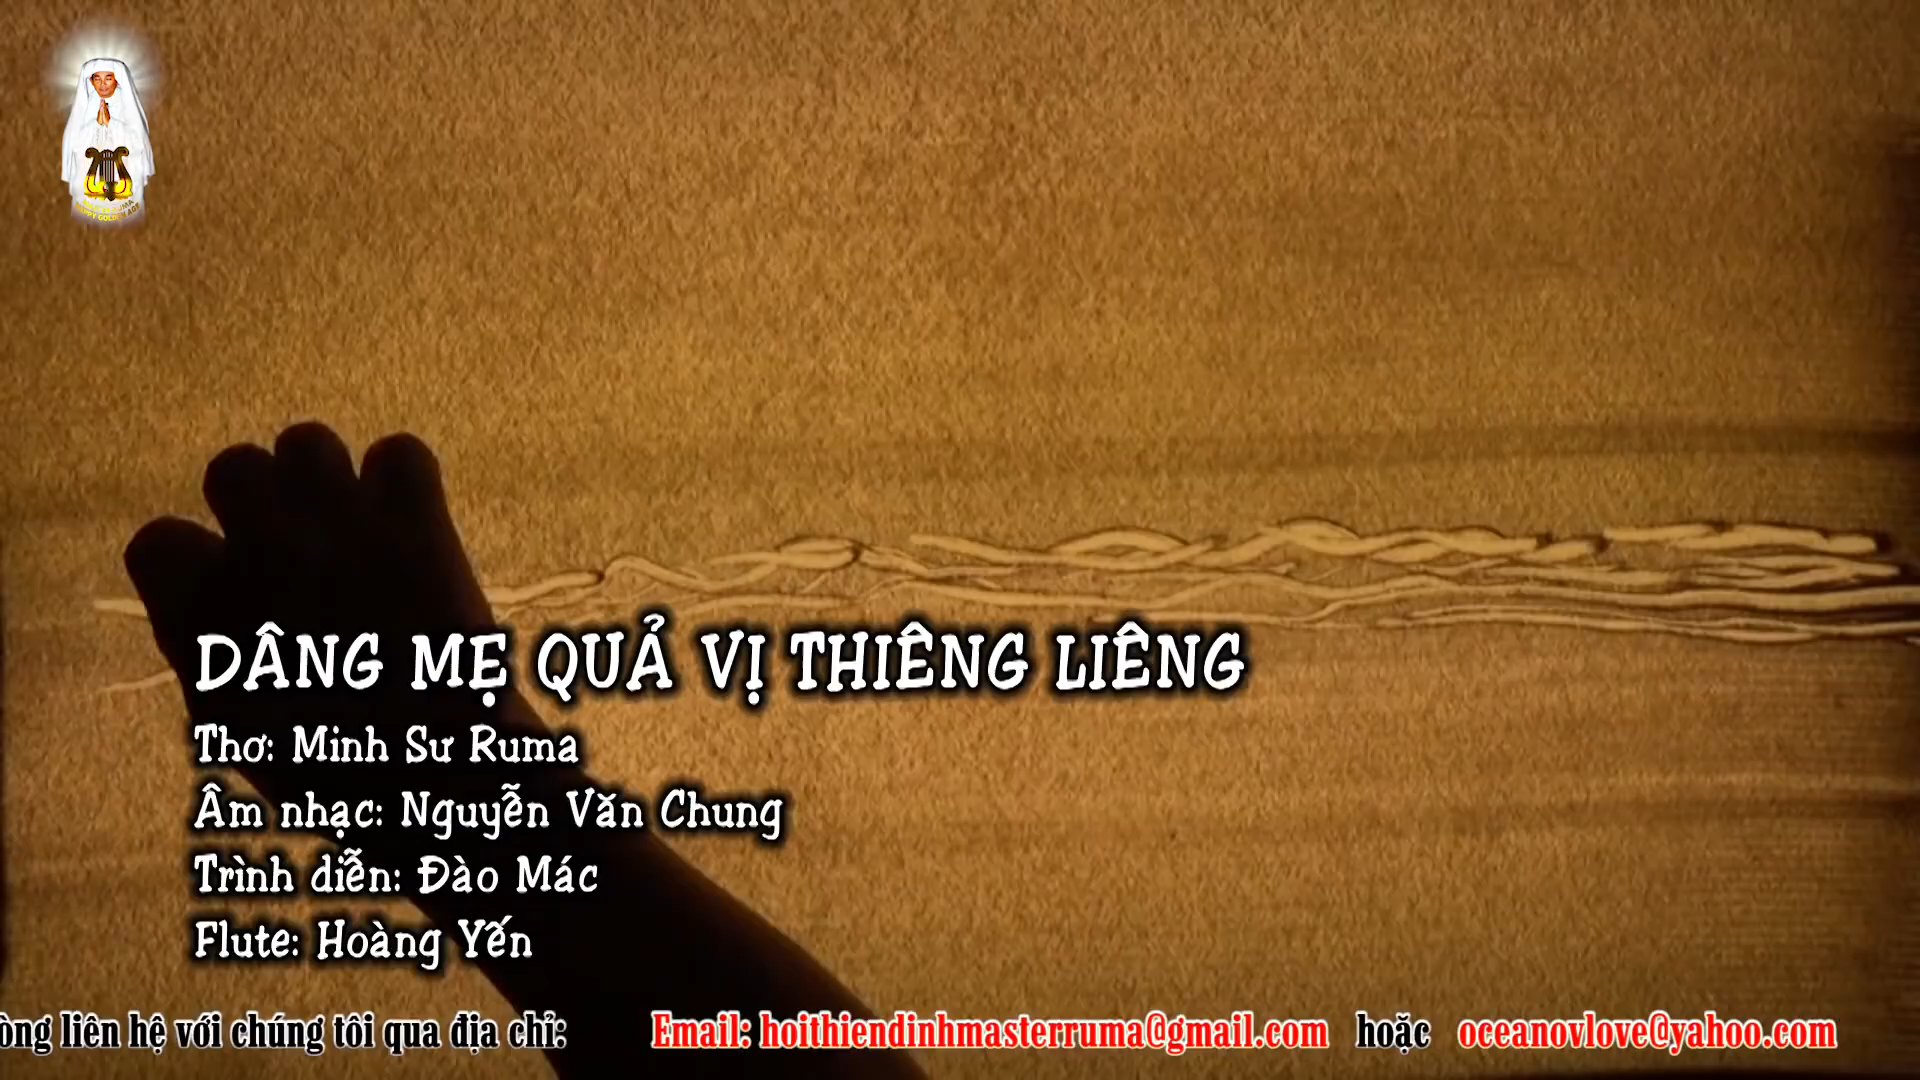 DÂNG MẸ QUẢ VỊ THIÊNG LIÊNG
Thơ: Minh Sư Ruma
Âm nhạc: Nguyễn Văn Chung
Trình diễn: Đào Mác
Flute: Hoàng Yến
liên hệ với chúng tôi qua địa chỉ: Email: hoithiendinhmasterruma@gmail.com hoặc oceanovlove@yahoo.com